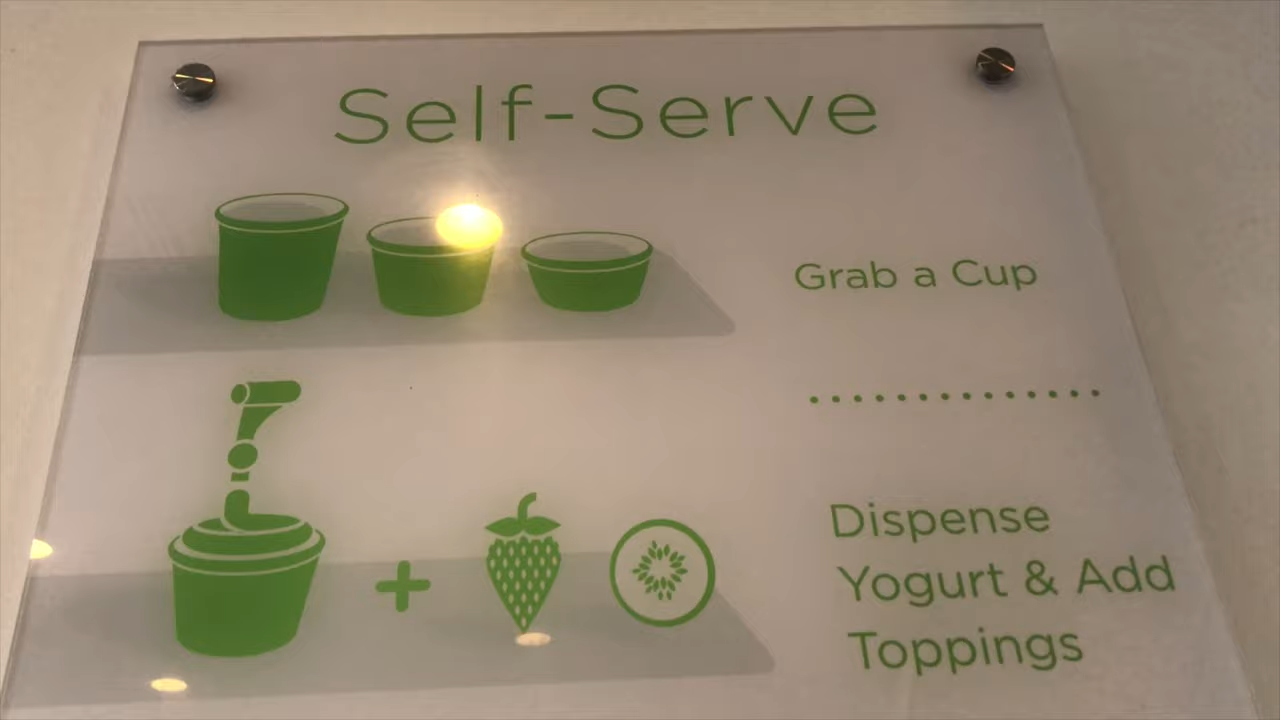 Self-Serve
Grab a Cup
Dispense
Yogurt & Add
Toppings